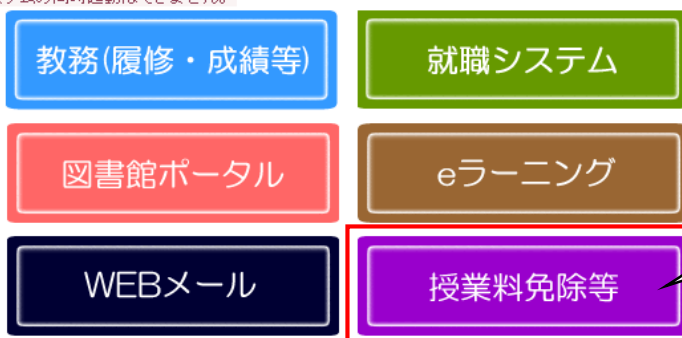 教務(履修・成績等)
就職システム
図書館ポータル
eラーニング
WEBメール
授業料免除等